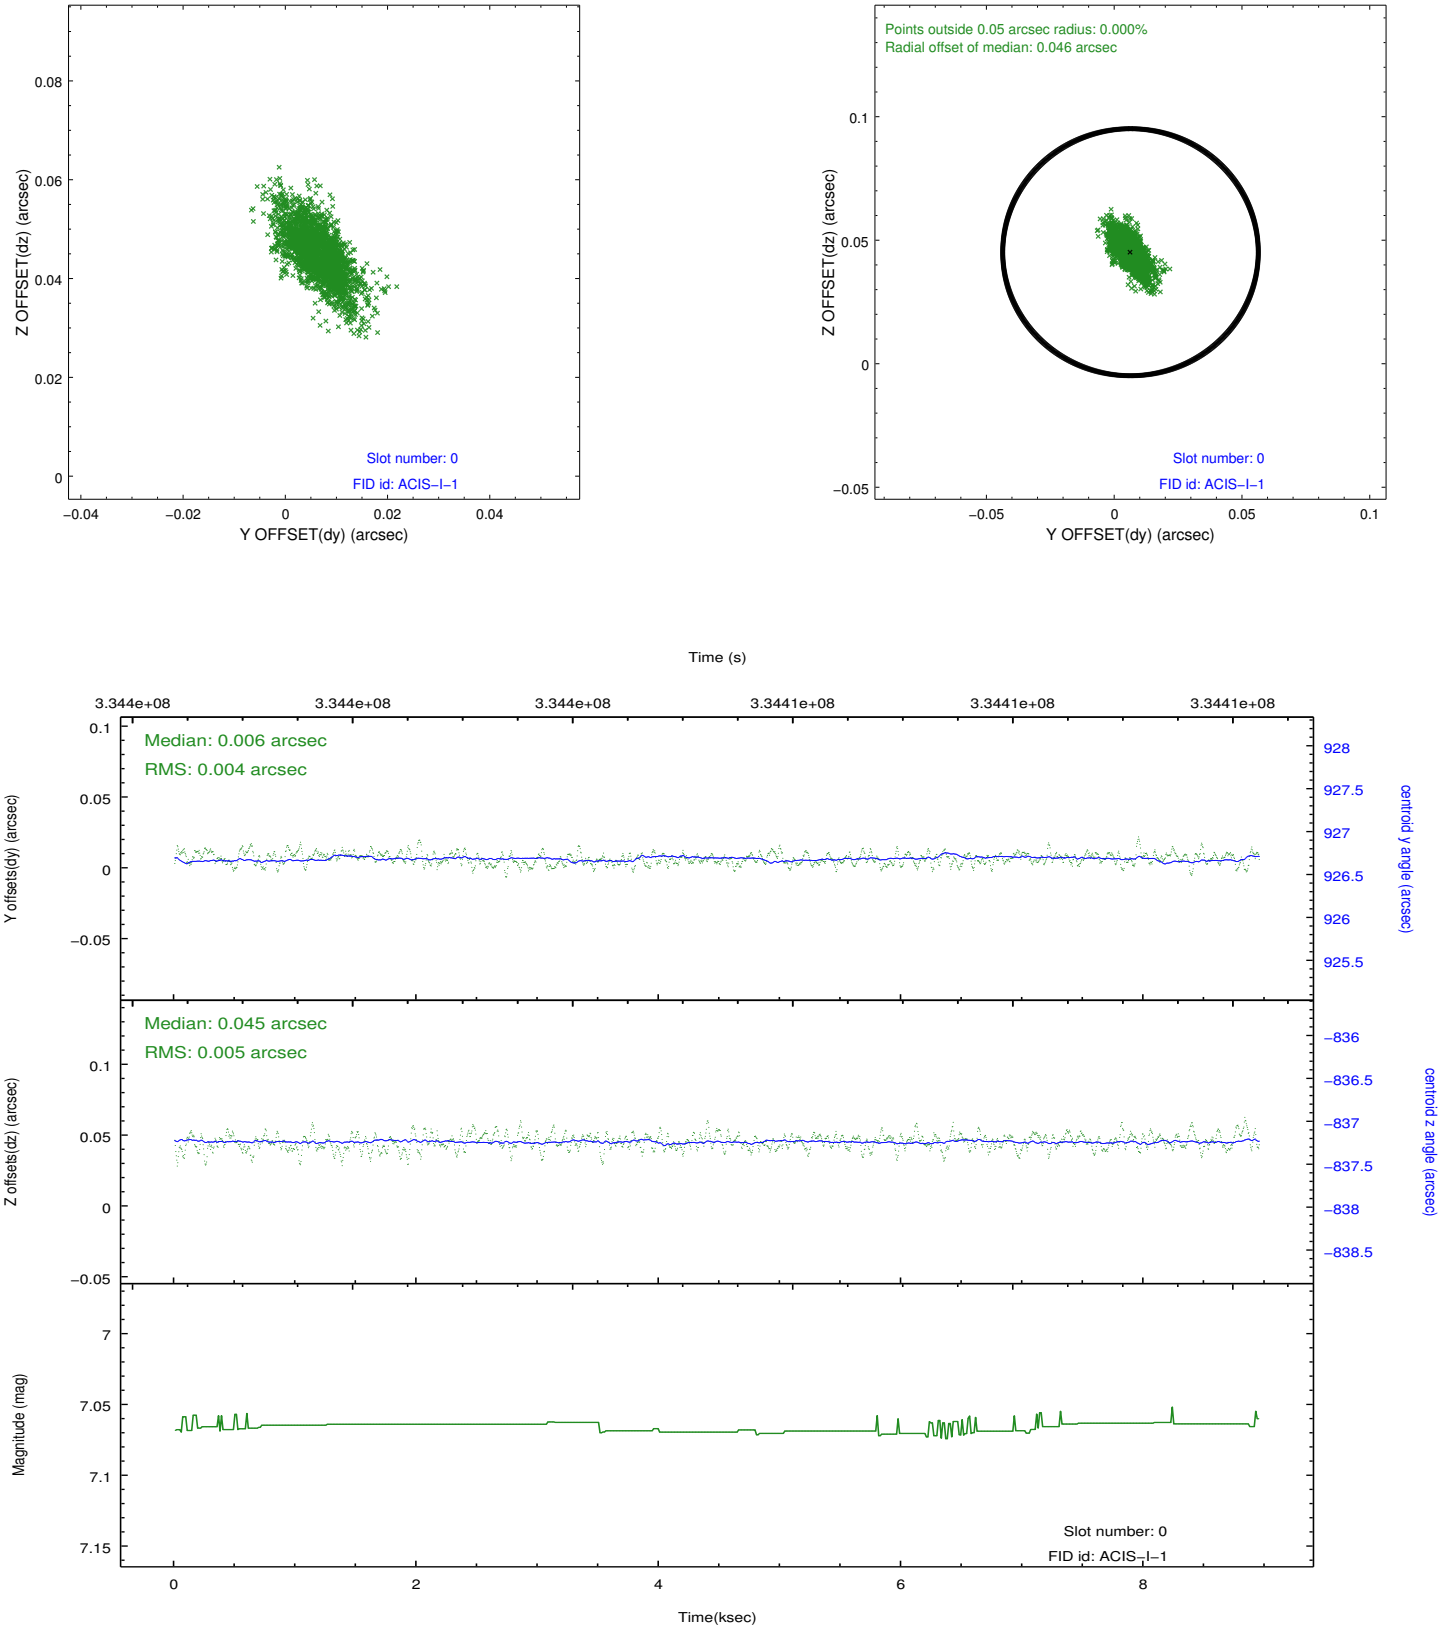 0.08
0.06
0.04
0.02
0
Z OFFSET(dz) (arcsec)
Slot number: 0
FID id: ACIS−I−1
−0.04
−0.02
0
0.02
0.04
Y OFFSET(dy) (arcsec)
Points outside 0.05 arcsec radius: 0.000%
Radial offset of median: 0.046 arcsec
0.1
0.05
0
−0.05
Z OFFSET(dz) (arcsec)
Slot number: 0
FID id: ACIS−I−1
−0.05
0
0.05
0.1
Y OFFSET(dy) (arcsec)
Time (s)
3.344e+08
3.344e+08
3.344e+08
3.3441e+08
3.3441e+08
3.3441e+08
Median: 0.006 arcsec
RMS: 0.004 arcsec
0.1
0.05
0
−0.05
Y offsets(dy) (arcsec)
928
927.5
927
926.5
926
925.5
centroid y angle (arcsec)
Median: 0.045 arcsec
RMS: 0.005 arcsec
0.1
0.05
0
−0.05
Z offsets(dz) (arcsec)
−836
−836.5
−837
−837.5
−838
−838.5
centroid z angle (arcsec)
7
7.05
7.1
7.15
Magnitude (mag)
Slot number: 0
FID id: ACIS−I−1
0
2
4
6
8
Time(ksec)